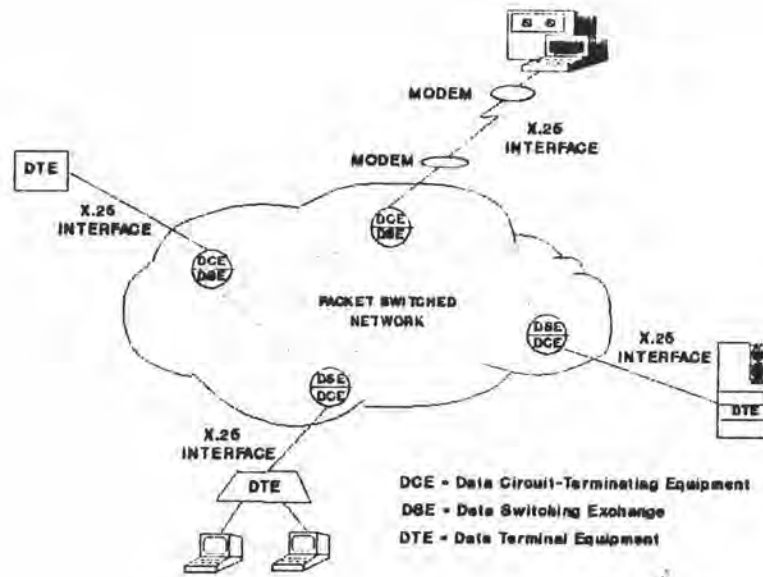 MODEM
X.25
INTERFACE
MODEM
DTE
X.25
INTERFACE
DCE
DSE
DCE
DSE
PACKET SWITCHED
NETWORK
DSE
DCE
X.25
INTERFACE
DTE
DSE
DCE
X.25
INTERFACE
DTE
DCE = Data Circuit-Terminating Equipment
DSE = Data Switching Exchange
DTE = Data Terminal Equipment